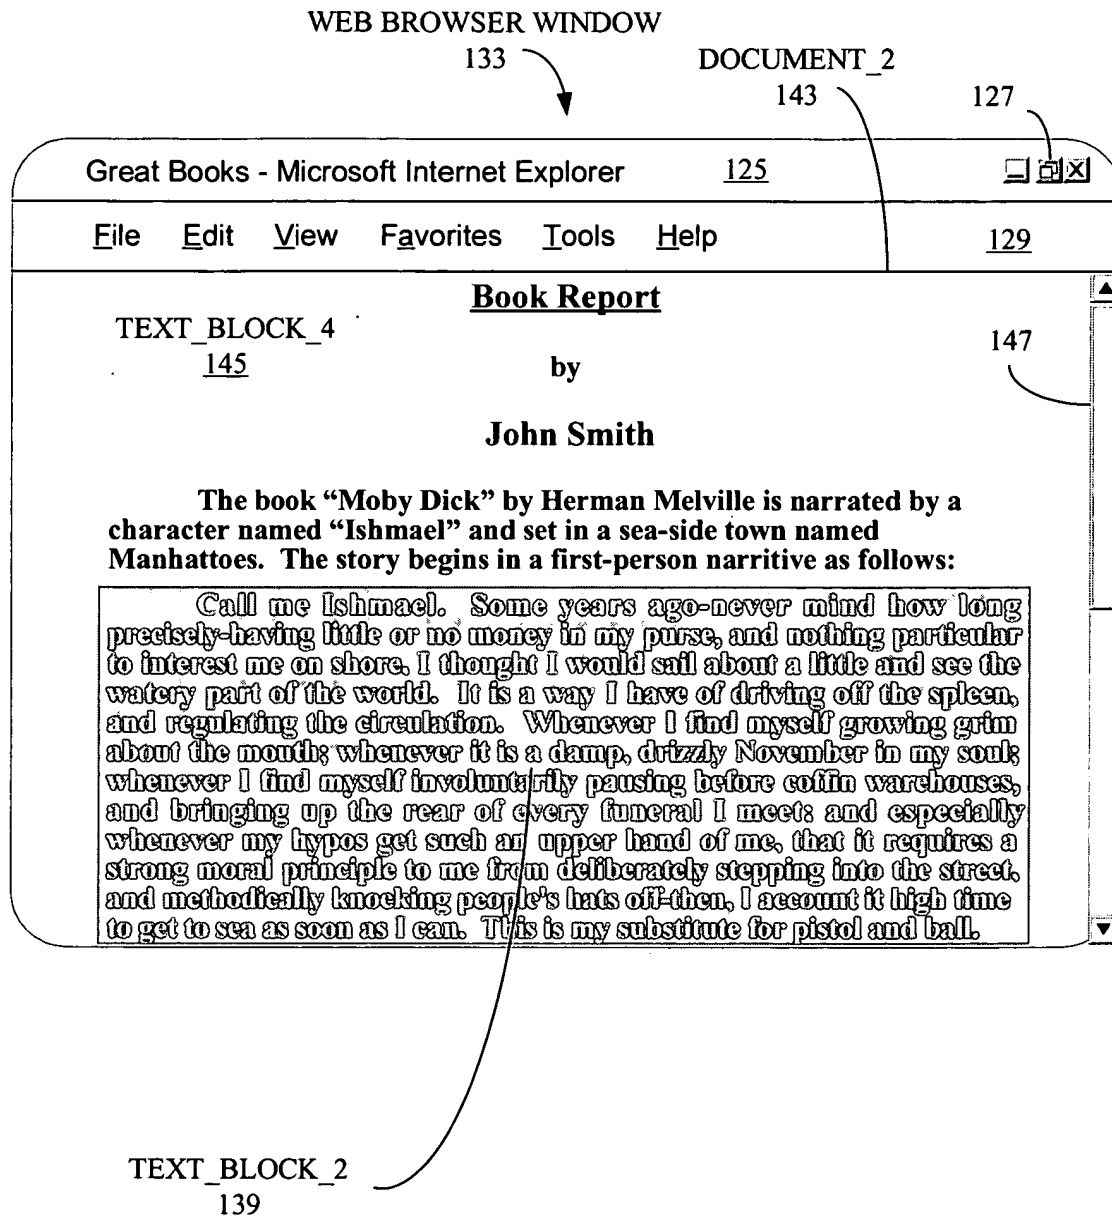 WEB BROWSER WINDOW
133
DOCUMENT_2
143
127
Great Books - Microsoft Internet Explorer 125
File Edit View Favorites Tools Help 129
Book Report
TEXT_BLOCK_4
145
147
by
John Smith
The book “Moby Dick” by Herman Melville is narrated by a
character named “Ishmael” and set in a sea-side town named
Manhattoes. The story begins in a first-person narritive as follows:
Call me Ishmael. Some years ago-never mind how long
precisely-having little or no money in my purse, and nothing particular
to interest me on shore, I thought I would sail about a little and see the
watery part of the world. It is a way I have of driving off the spleen,
and regulating the circulation. Whenever I find myself growing grim
about the mouth; whenever it is a damp, drizzly November in my soul;
whenever I find myself involuntarily pausing before coffin warehouses,
and bringing up the rear of every funeral I meet: and especially
whenever my hypos get such an upper hand of me, that it requires a
strong moral principle to me from deliberately stepping into the street,
and methodically knocking people's hats off-then, I account it high time
to get to sea as soon as I can. This is my substitute for pistol and ball.
TEXT_BLOCK_2
139